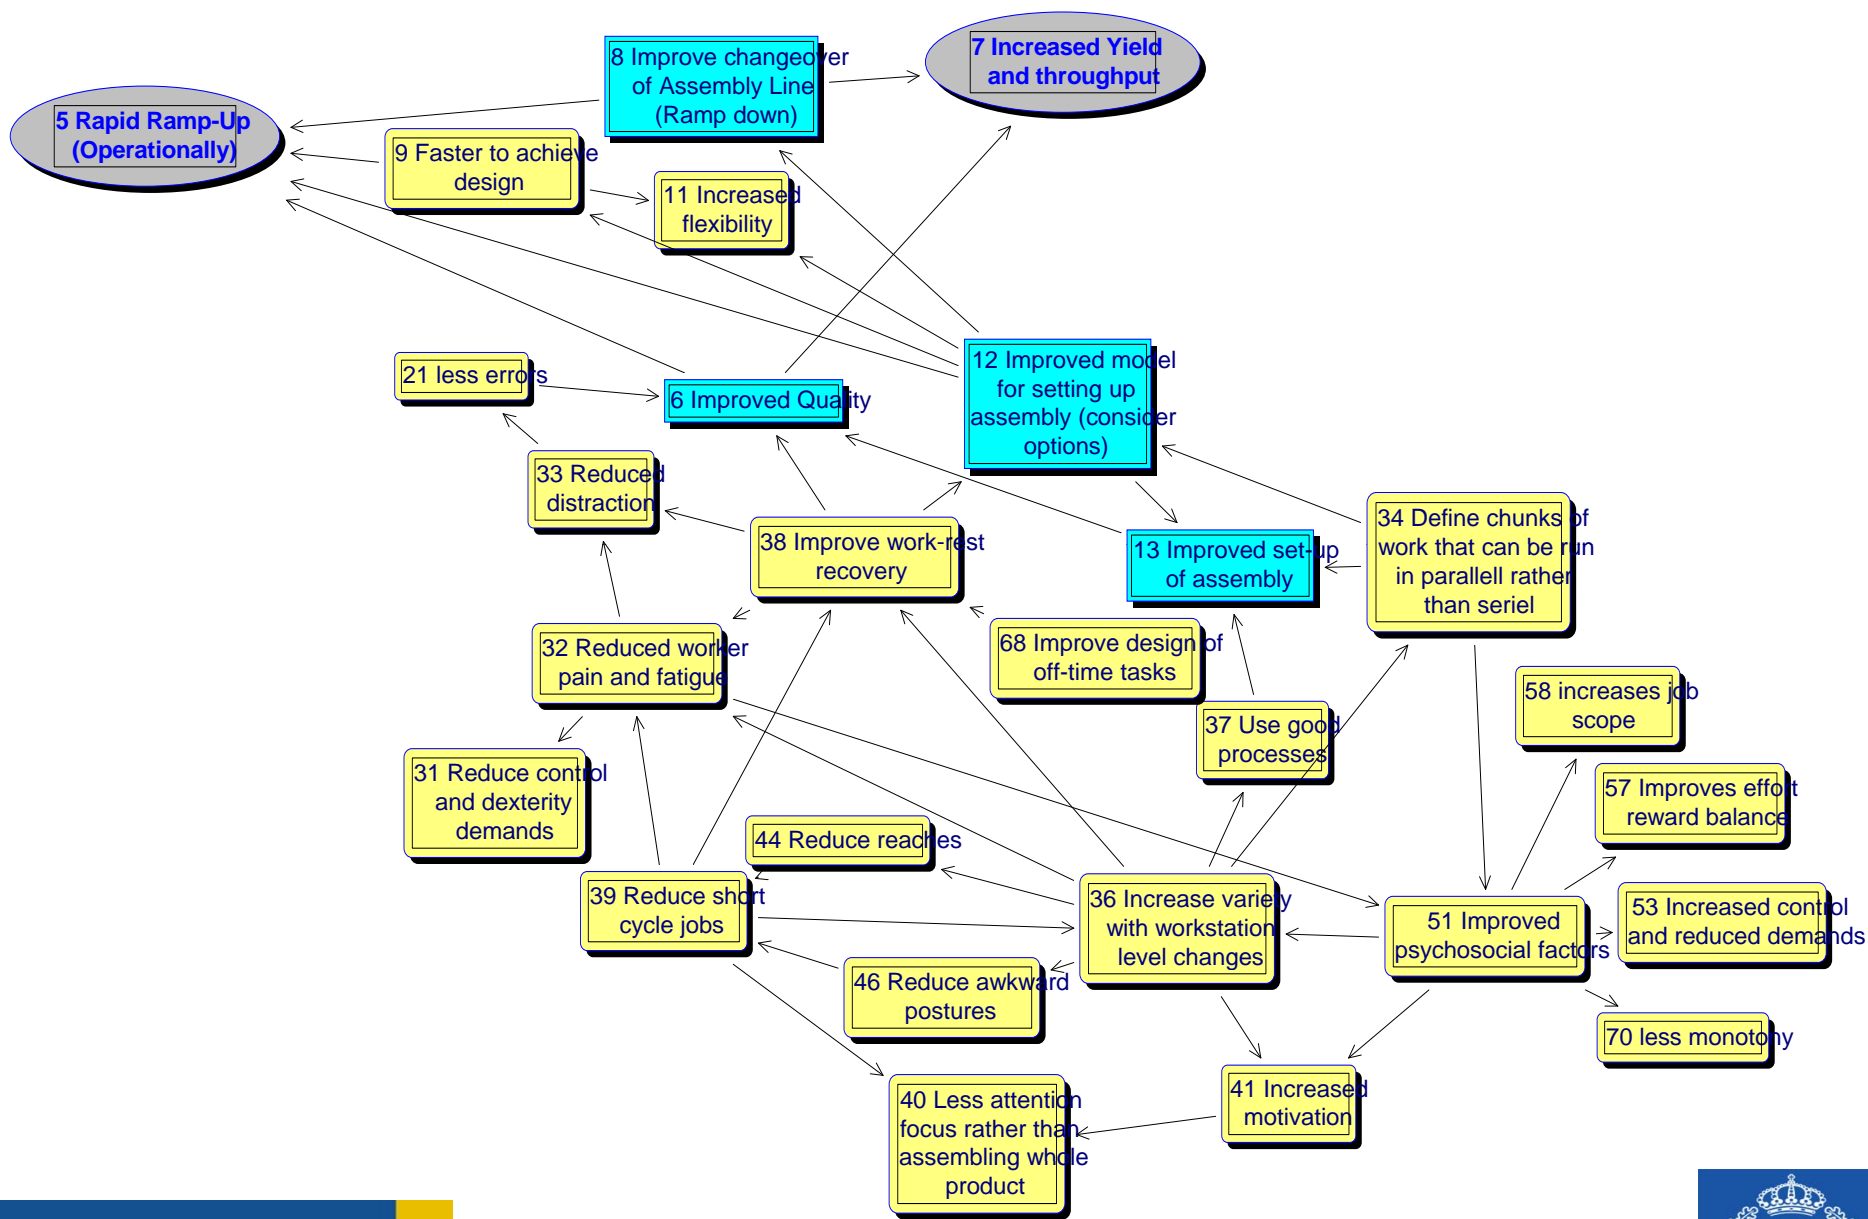 8 Improve changeover
of Assembly Line
(Ramp down)
7 Increased Yield
and throughput
5 Rapid Ramp-Up
(Operationally)
9 Faster to achieve
design
11 Increased
flexibility
12 Improved model
for setting up
assembly (consider
options)
21 less errors
6 Improved Quality
33 Reduced
distraction
38 Improve work-rest
recovery
13 Improved set-up
of assembly
34 Define chunks of
work that can be run
in parallell rather
than seriel
32 Reduced worker
pain and fatigue
68 Improve design of
off-time tasks
58 increases job
scope
37 Use good
processes
31 Reduce control
and dexterity
demands
57 Improves effort
reward balance
44 Reduce reaches
39 Reduce short
cycle jobs
36 Increase variety
with workstation
level changes
51 Improved
psychosocial factors
53 Increased control
and reduced demands
46 Reduce awkward
postures
70 less monotony
40 Less attention
focus rather than
assembling whole
product
41 Increased
motivation